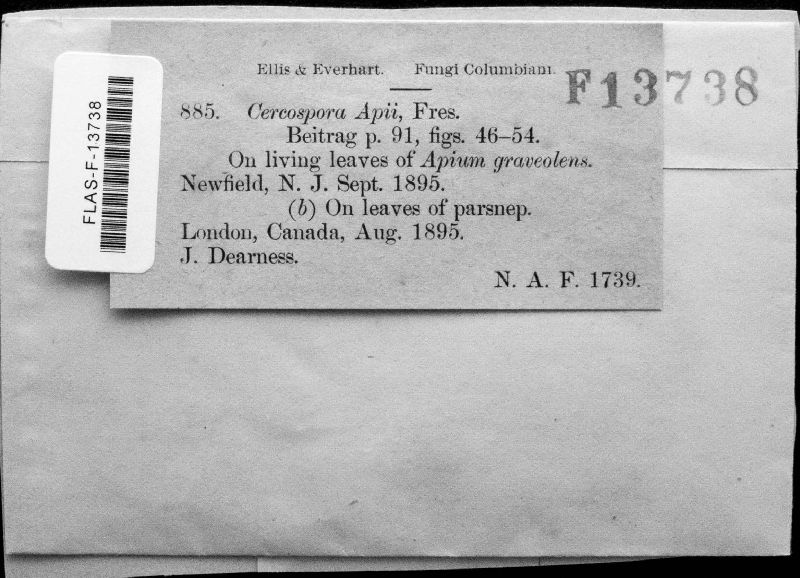 Ellis & Everhart. Fungi Columbiani.
F13738
885. Cercospora Apii, Fres.
Beitrag p. 91, figs. 46–54.
On living leaves of Apium graveolens.
Newfield, N. J. Sept. 1895.
(b) On leaves of parsnep.
London, Canada, Aug. 1895.
J. Dearness.
N. A. F. 1739.
FLAS-F-13738